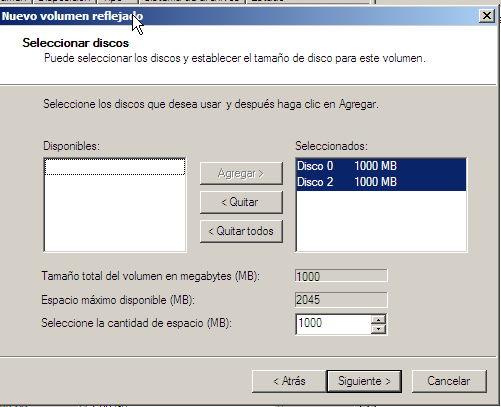 Nuevo volumen reflejado
Seleccionar discos
Puede seleccionar los discos y establecer el tamaño de disco para este volumen.
Seleccione los discos que desea usar y después haga clic en Agregar.
Disponibles:
Seleccionados:
Agregar >
Disco 0 1000 MB
Disco 2 1000 MB
< Quitar
< Quitar todos
Tamaño total del volumen en megabytes (MB): 1000
Espacio máximo disponible (MB): 2045
Seleccione la cantidad de espacio (MB): 1000
< Atrás Siguiente > Cancelar